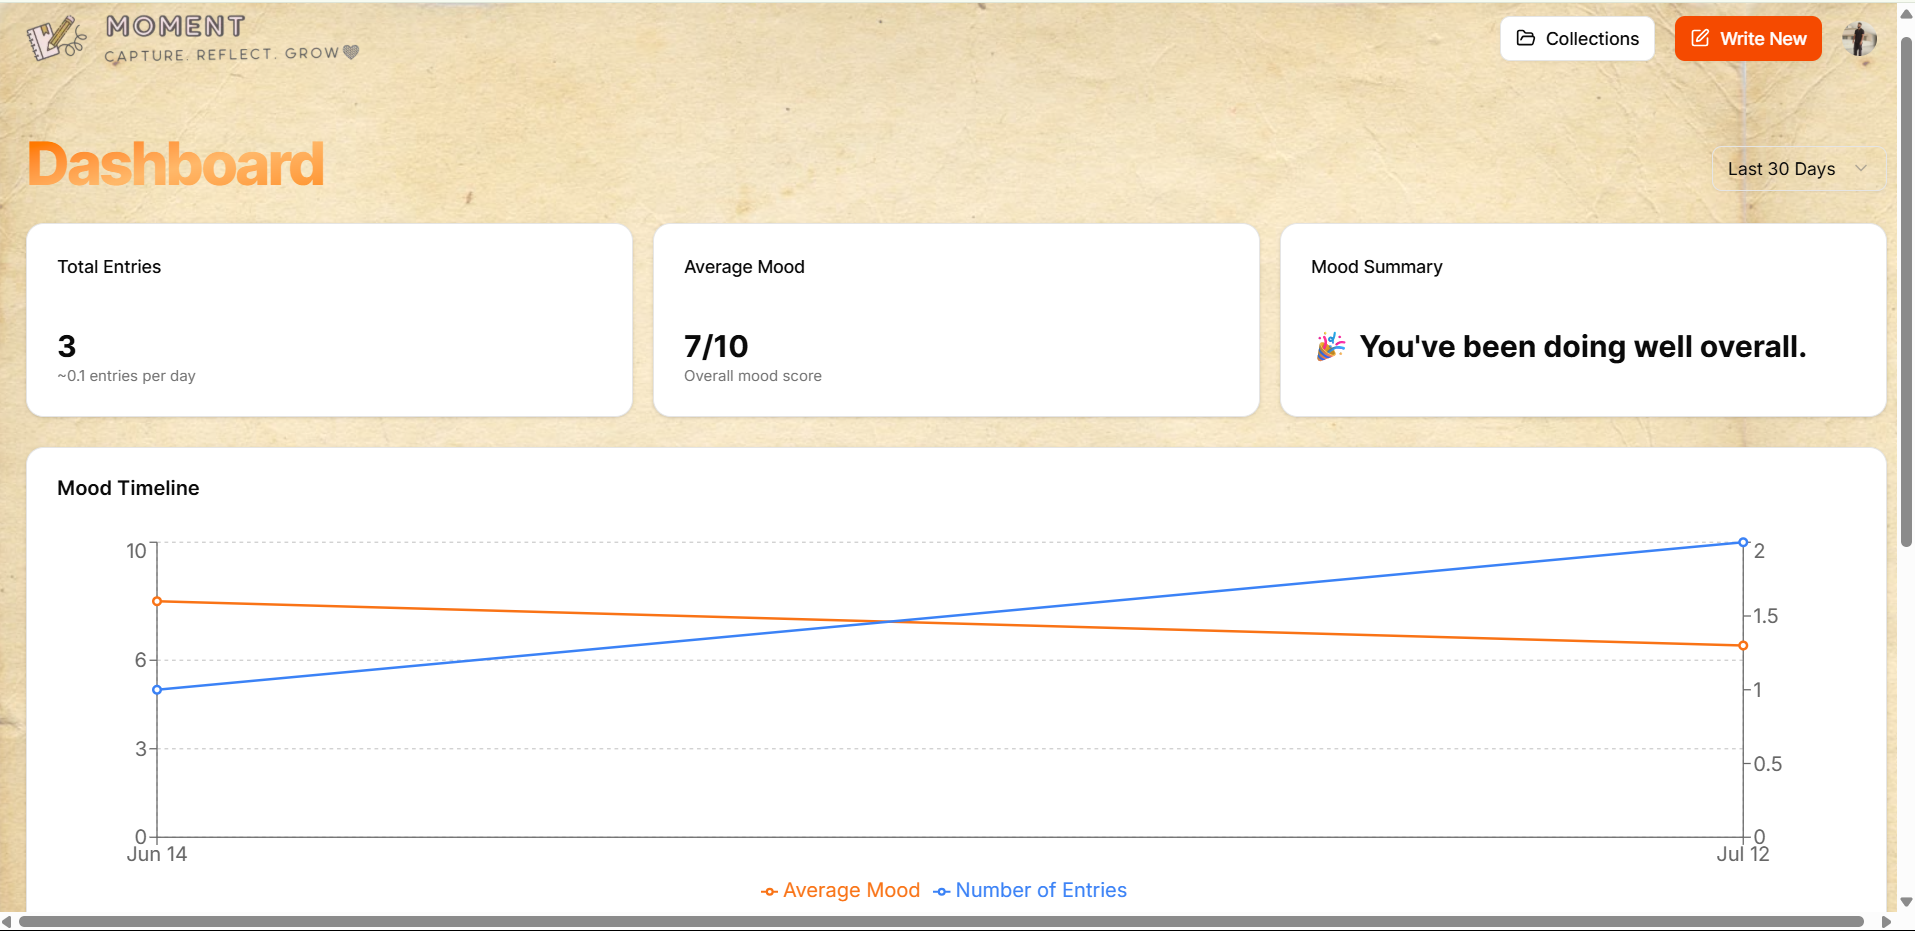 MOMENT
CAPTURE. REFLECT. GROW
Collections
Write New
Dashboard
Last 30 Days
Total Entries
3
~0.1 entries per day
Average Mood
7/10
Overall mood score
Mood Summary
🎉 You've been doing well overall.
Mood Timeline
10
6
3
0
2
1.5
1
0.5
0
Jun 14
Jul 12
Average Mood
Number of Entries